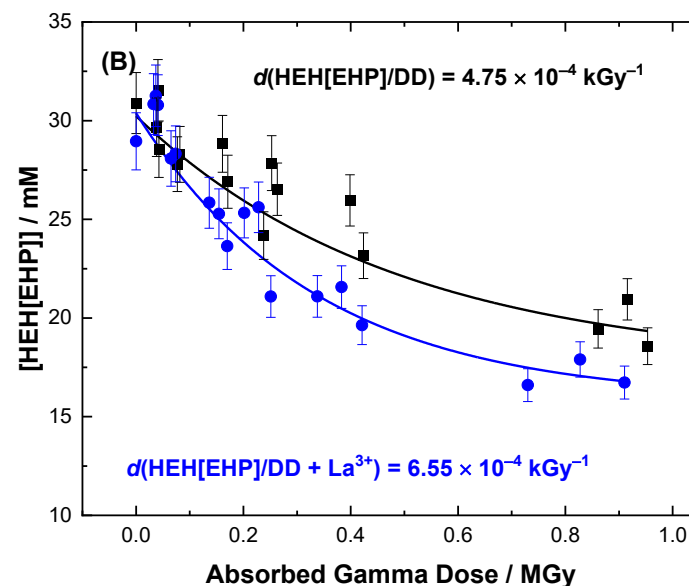 (B)
d(HEH[EHP]/DD) = 4.75 × 10⁻⁴ kGy⁻¹
35
30
25
20
15
10
[HEH[EHP]] / mM
d(HEH[EHP]/DD + La³⁺) = 6.55 × 10⁻⁴ kGy⁻¹
0.0 0.2 0.4 0.6 0.8 1.0
Absorbed Gamma Dose / MGy